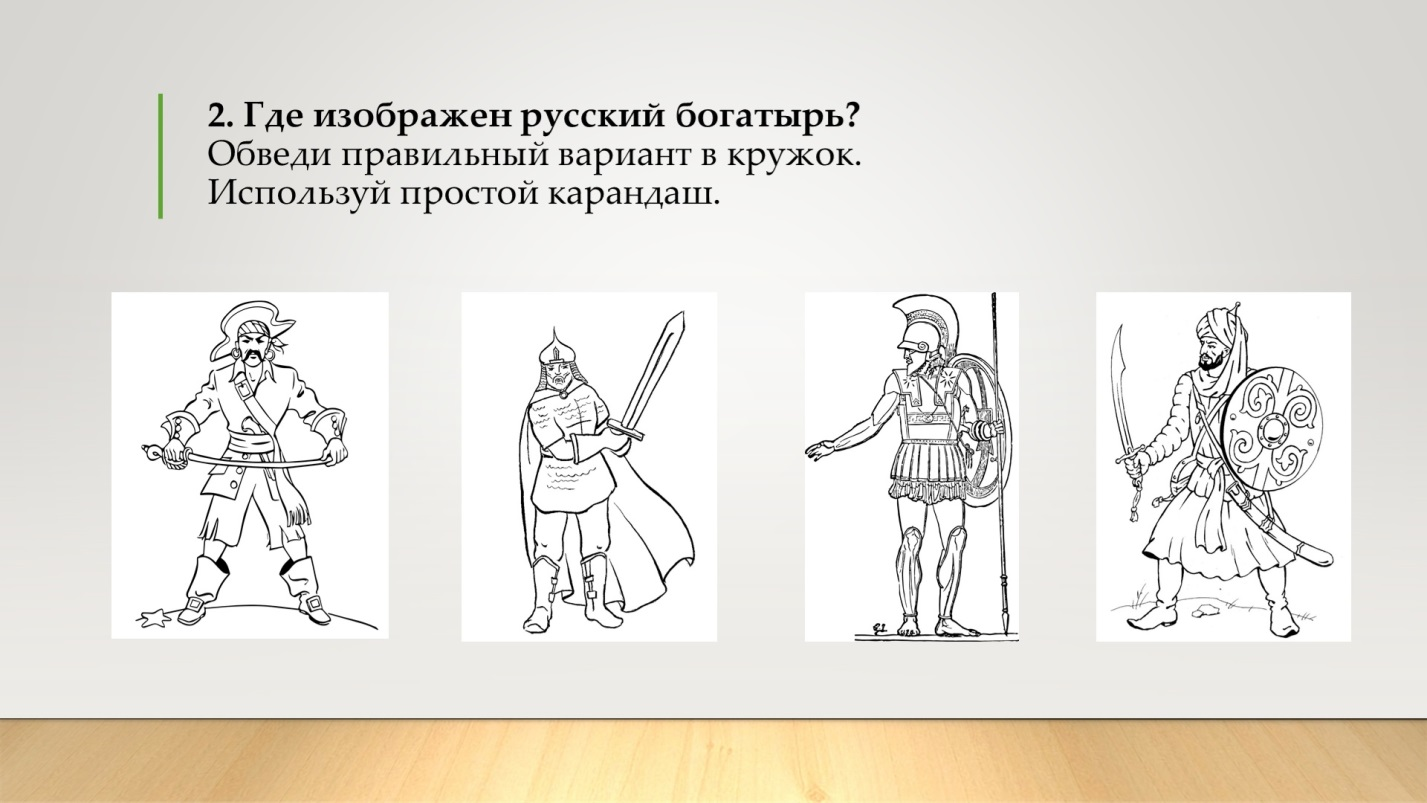 2. Где изображен русский богатырь?
Обведи правильный вариант в кружок.
Используй простой карандаш.